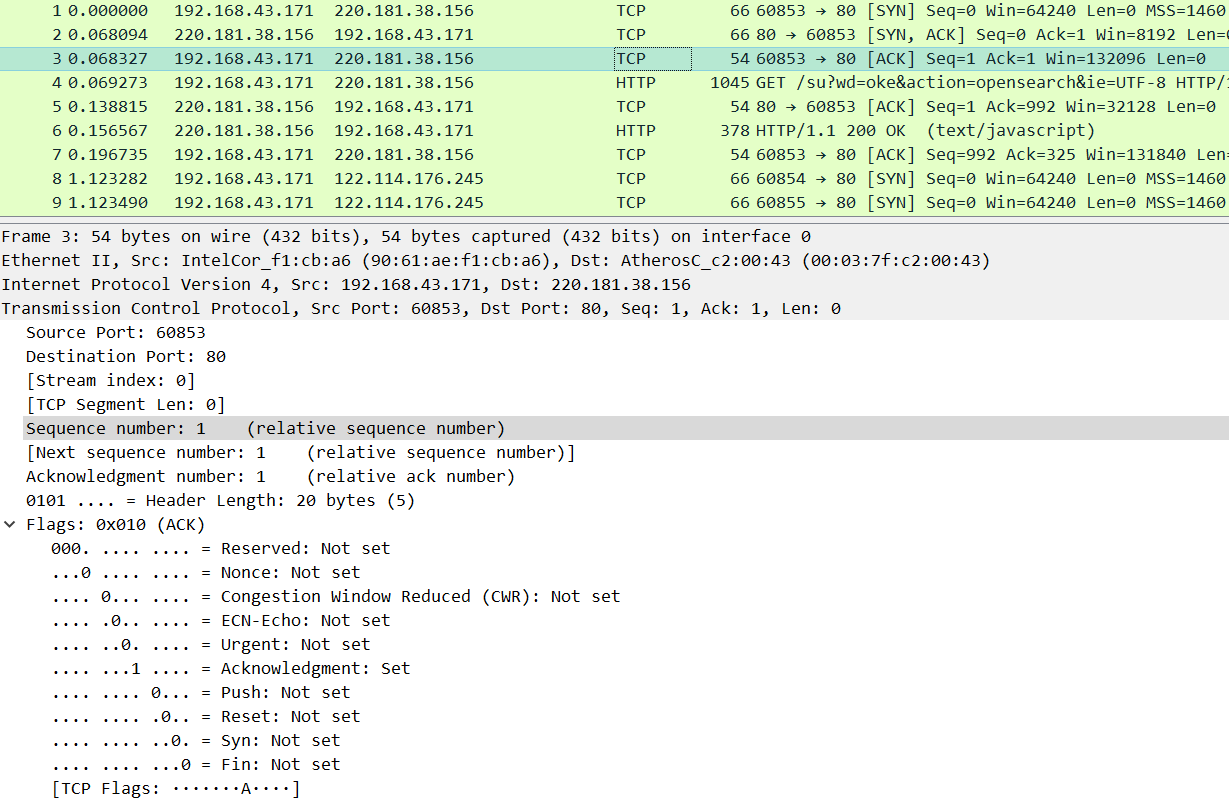 1 0.000000 192.168.43.171 220.181.38.156 TCP 66 60853 → 80 [SYN] Seq=0 Win=64240 Len=0 MSS=1460
2 0.068094 220.181.38.156 192.168.43.171 TCP 66 80 → 60853 [SYN, ACK] Seq=0 Ack=1 Win=8192 Len=
3 0.068327 192.168.43.171 220.181.38.156 TCP 54 60853 → 80 [ACK] Seq=1 Ack=1 Win=132096 Len=0
4 0.069273 192.168.43.171 220.181.38.156 HTTP 1045 GET /su?wd=oke&action=opensearch&ie=UTF-8 HTTP/
5 0.138815 220.181.38.156 192.168.43.171 TCP 54 80 → 60853 [ACK] Seq=1 Ack=992 Win=32128 Len=0
6 0.156567 220.181.38.156 192.168.43.171 HTTP 378 HTTP/1.1 200 OK (text/javascript)
7 0.196735 192.168.43.171 220.181.38.156 TCP 54 60853 → 80 [ACK] Seq=992 Ack=325 Win=131840 Len=
8 1.123282 192.168.43.171 122.114.176.245 TCP 66 60854 → 80 [SYN] Seq=0 Win=64240 Len=0 MSS=1460
9 1.123490 192.168.43.171 122.114.176.245 TCP 66 60855 → 80 [SYN] Seq=0 Win=64240 Len=0 MSS=1460
Frame 3: 54 bytes on wire (432 bits), 54 bytes captured (432 bits) on interface 0
Ethernet II, Src: IntelCor_f1:cb:a6 (90:61:ae:f1:cb:a6), Dst: AtherosC_c2:00:43 (00:03:7f:c2:00:43)
Internet Protocol Version 4, Src: 192.168.43.171, Dst: 220.181.38.156
Transmission Control Protocol, Src Port: 60853, Dst Port: 80, Seq: 1, Ack: 1, Len: 0
Source Port: 60853
Destination Port: 80
[Stream index: 0]
[TCP Segment Len: 0]
Sequence number: 1 (relative sequence number)
[Next sequence number: 1 (relative sequence number)]
Acknowledgment number: 1 (relative ack number)
0101 .... = Header Length: 20 bytes (5)
Flags: 0x010 (ACK)
000. .... .... = Reserved: Not set
...0 .... .... = Nonce: Not set
.... 0... .... = Congestion Window Reduced (CWR): Not set
.... .0.. .... = ECN-Echo: Not set
.... ..0. .... = Urgent: Not set
.... ...1 .... = Acknowledgment: Set
.... .... 0... = Push: Not set
.... .... .0.. = Reset: Not set
.... .... ..0. = Syn: Not set
.... .... ...0 = Fin: Not set
[TCP Flags: ·······A····]